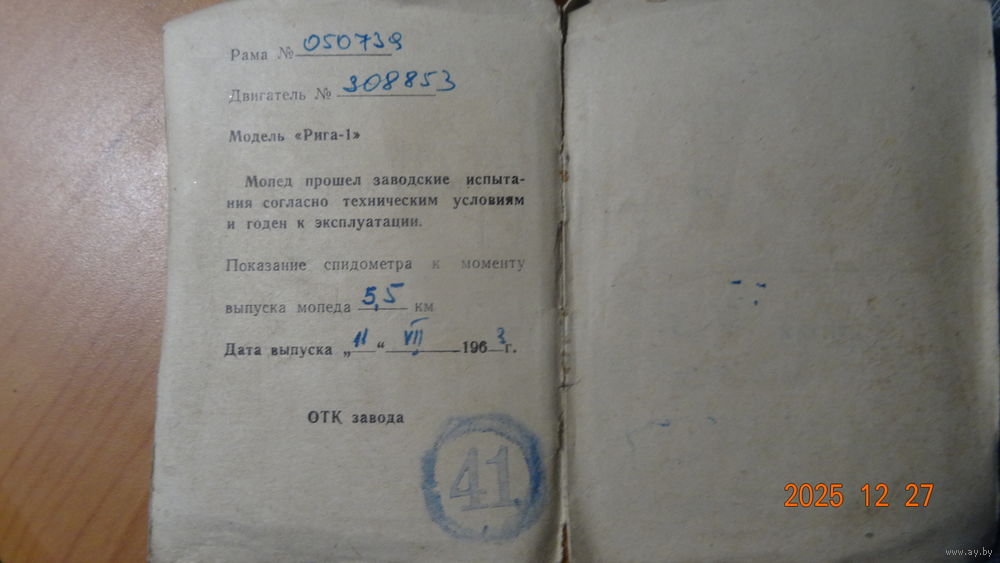 Рама № 050739
Двигатель № 308853
Модель «Рига-1»
Мопед прошел заводские испыта-
ния согласно техническим условиям
и годен к эксплуатации.
Показание спидометра к моменту
выпуска мопеда 5,5 км
Дата выпуска „11“ VII 1963 г.
ОТК завода
41
2025 12 27
www.ay.by